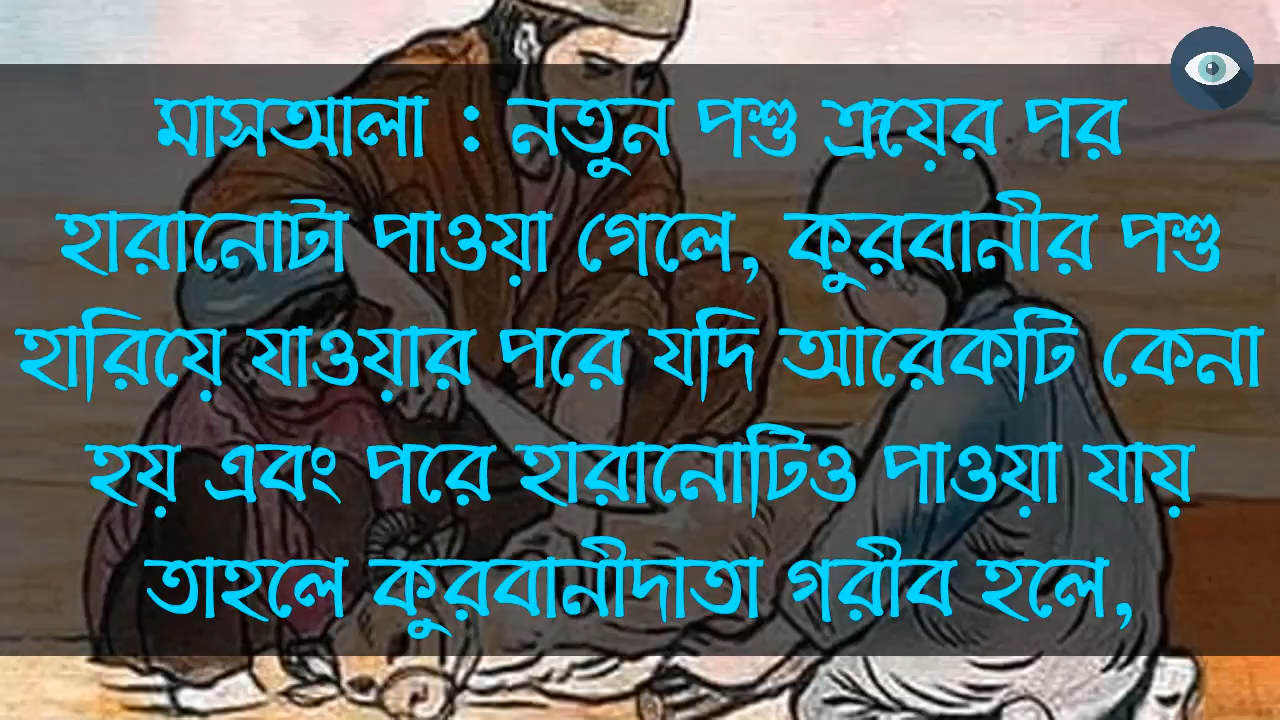 মাসআলা : নতুন পশু ক্রয়ের পর
হারানোটা পাওয়া গেলে, কুরবানীর পশু
হারিয়ে যাওয়ার পরে যদি আরেকটি কেনা
হয় এবং পরে হারানোটিও পাওয়া যায়
তাহলে কুরবানীদাতা গরীব হলে,